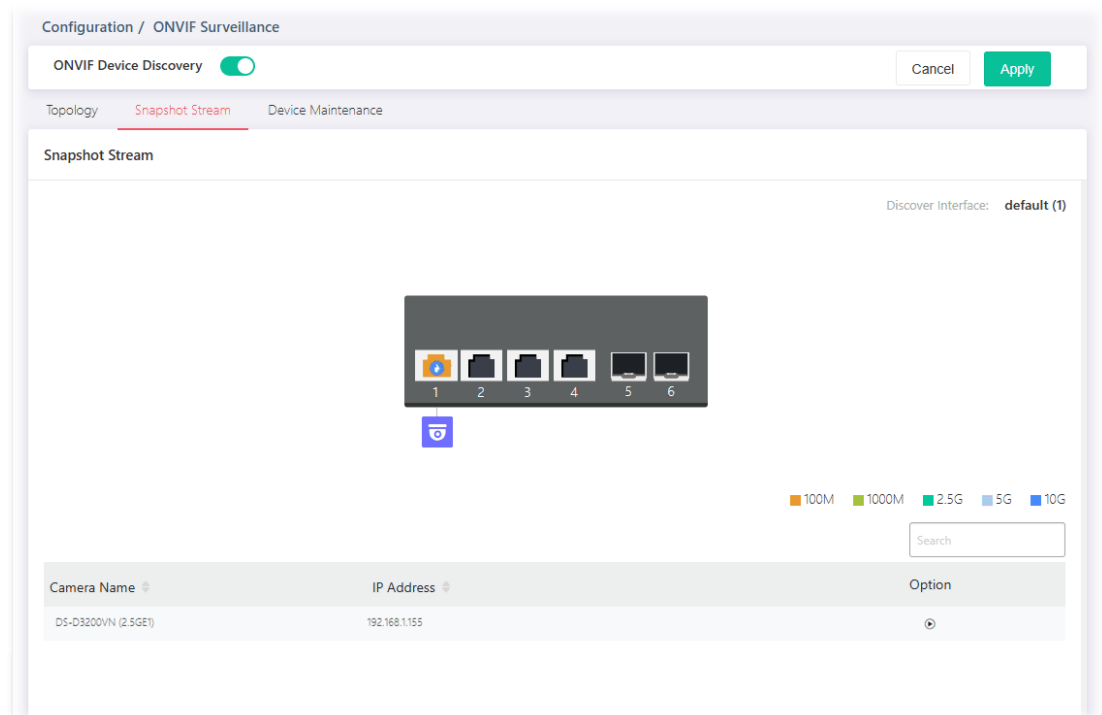 Configuration / ONVIF Surveillance
ONVIF Device Discovery
Cancel
Apply
Topology
Snapshot Stream
Device Maintenance
Snapshot Stream
Discover Interface: default (1)
1 2 3 4 5 6
100M 1000M 2.5G 5G 10G
Search
Camera Name IP Address Option
DS-D3200VN (2.5GE1) 192.168.1.155